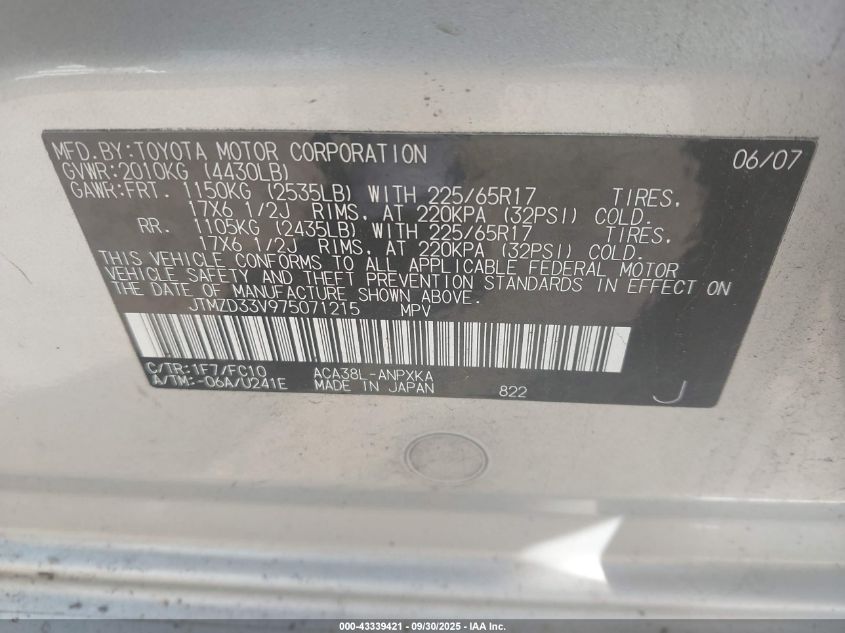 MFD.BY:TOYOTA MOTOR CORPORATION 06/07
GVWR:2010KG (4430LB)
GAWR:FRT. 1150KG (2535LB) WITH 225/65R17 TIRES,
17X6 1/2J RIMS, AT 220KPA (32PSI) COLD.
RR. 1105KG (2435LB) WITH 225/65R17 TIRES,
17X6 1/2J RIMS, AT 220KPA (32PSI) COLD.
THIS VEHICLE CONFORMS TO ALL APPLICABLE FEDERAL MOTOR
VEHICLE SAFETY AND THEFT PREVENTION STANDARDS IN EFFECT ON
THE DATE OF MANUFACTURE SHOWN ABOVE.
JTMZD33V975071215 MPV
C/TR:1F7/FC10 ACA38L-ANPXKA
A/TM:-06A/U241E MADE IN JAPAN 822 J
000-43339421 - 09/30/2025 - IAA Inc.